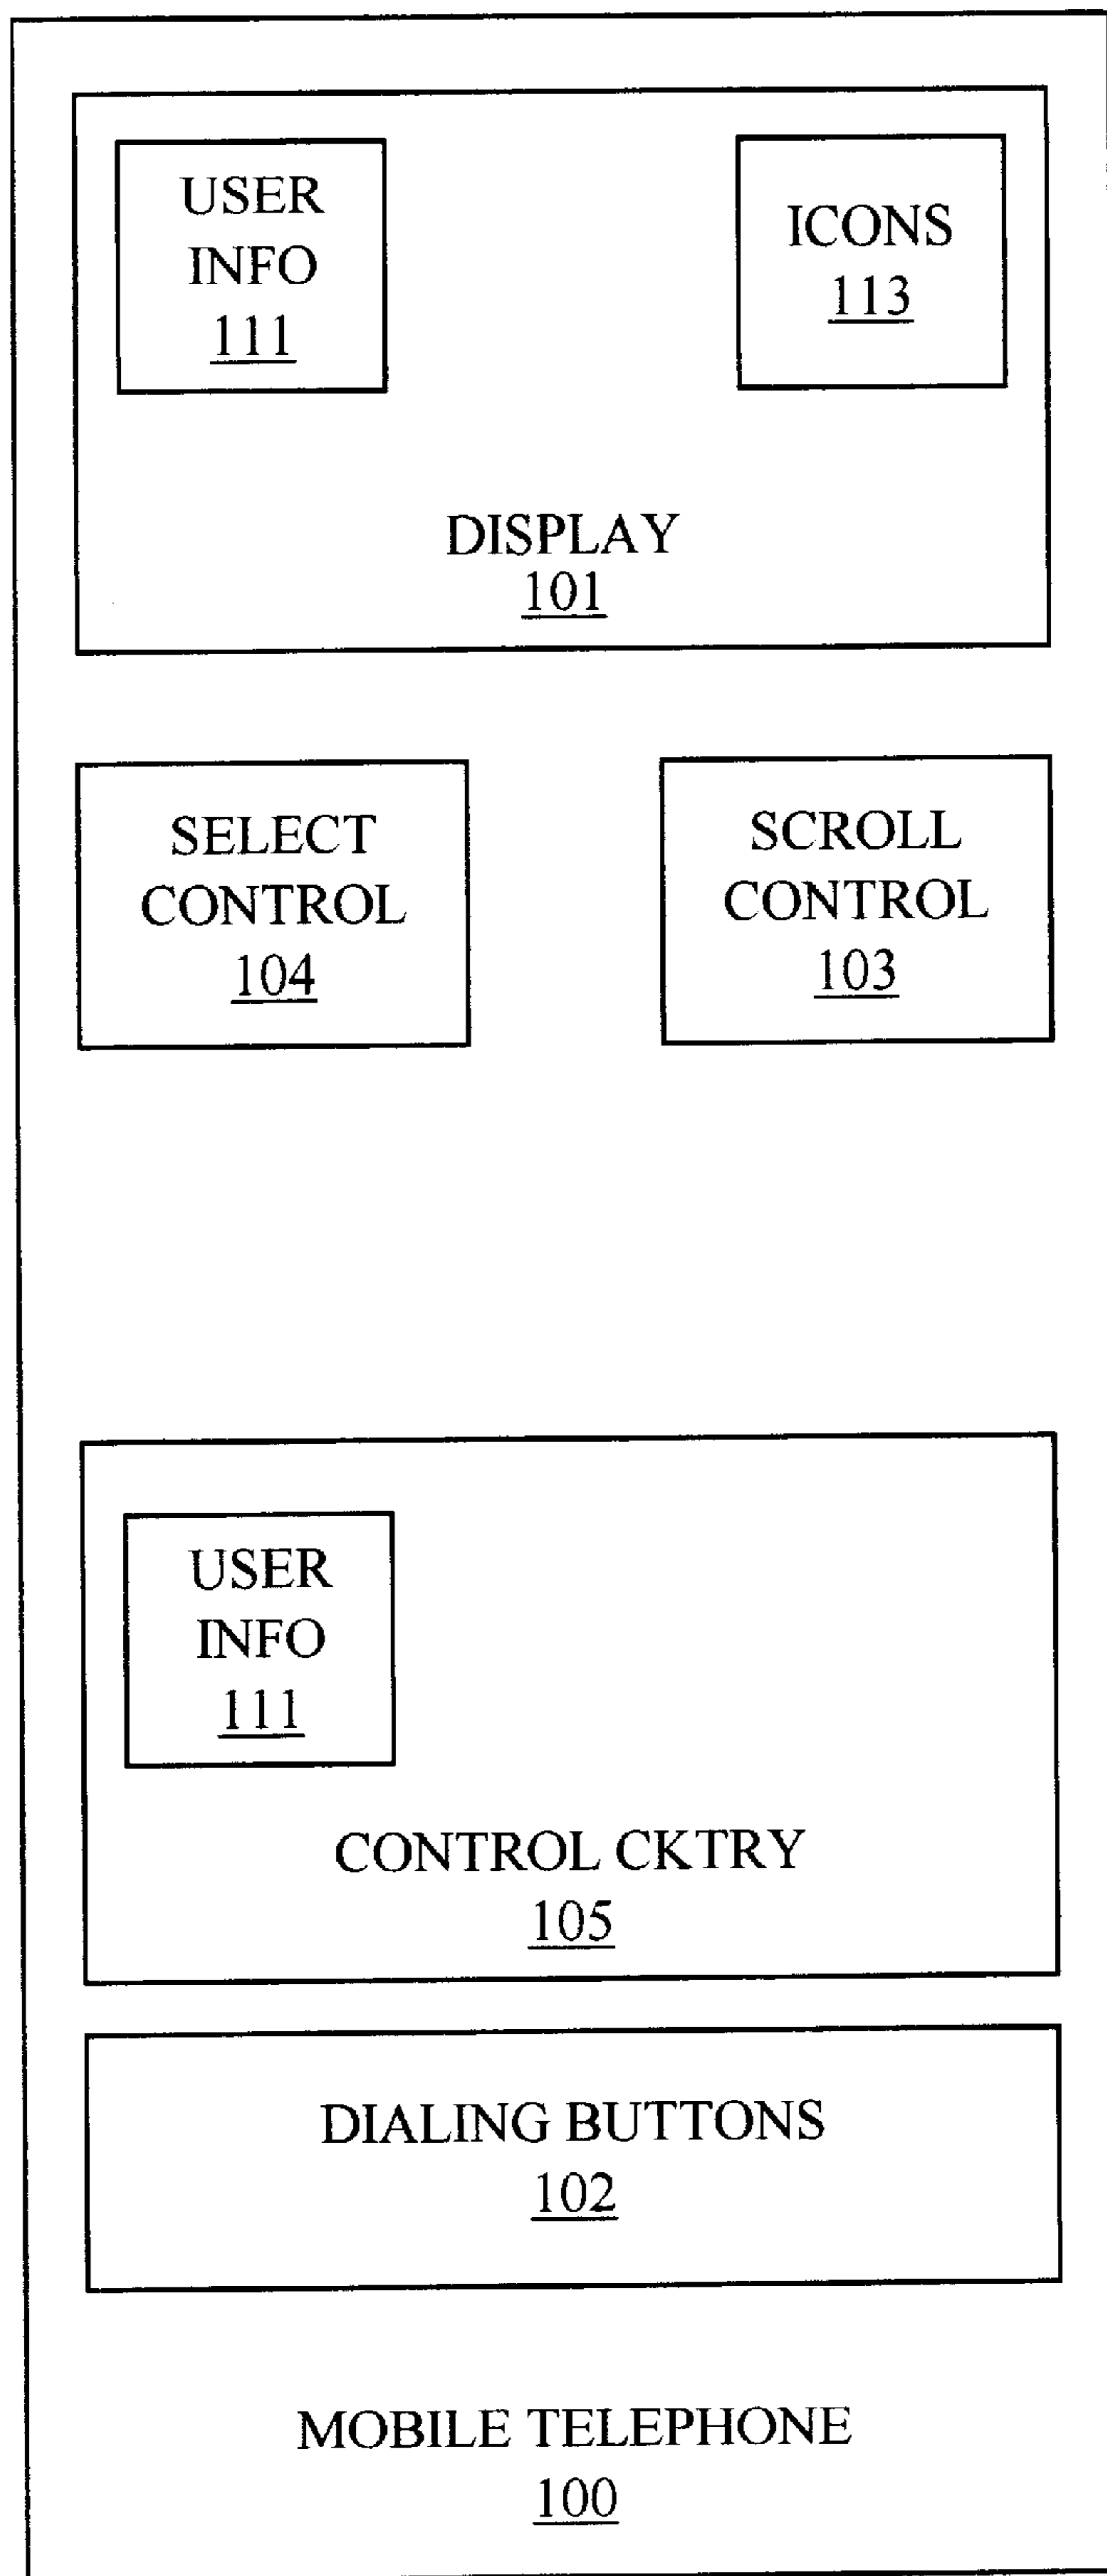 USER
INFO
111
ICONS
113
DISPLAY
101
SELECT
CONTROL
104
SCROLL
CONTROL
103
USER
INFO
111
CONTROL CKTRY
105
DIALING BUTTONS
102
MOBILE TELEPHONE
100